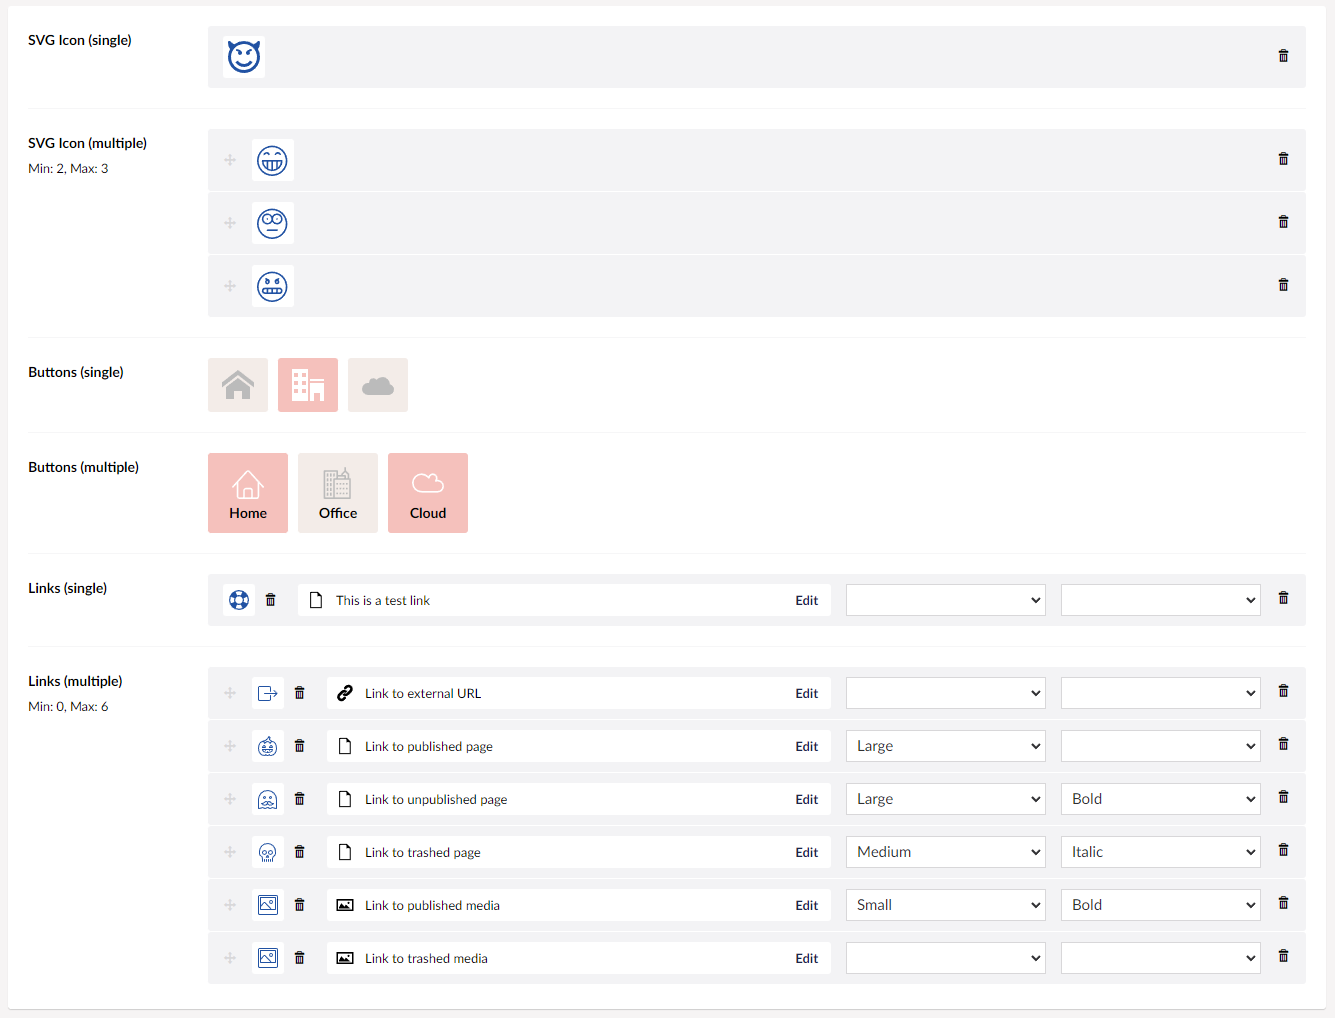 SVG Icon (single)
SVG Icon (multiple)
Min: 2, Max: 3
Buttons (single)
Buttons (multiple)
Home Office Cloud
Links (single)
This is a test link Edit
Links (multiple)
Min: 0, Max: 6
Link to external URL Edit
Link to published page Edit Large
Link to unpublished page Edit Large Bold
Link to trashed page Edit Medium Italic
Link to published media Edit Small Bold
Link to trashed media Edit